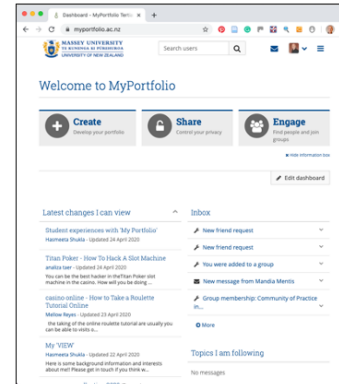 Dashboard - MyPortfolio Terti
myportfolio.ac.nz
MASSEY UNIVERSITY
TE KUNENGA KI PŪREHUROA
UNIVERSITY OF NEW ZEALAND
Search users
Welcome to MyPortfolio
Create
Develop your portfolio
Share
Control your privacy
Engage
Find people and join
groups
Hide information box
Edit dashboard
Latest changes I can view
Student experiences with 'My Portfolio'
Hasmeeta Shukla - Updated 24 April 2020
Titan Poker - How To Hack A Slot Machine
analiza taer - Updated 24 April 2020
You can be the best hacker in theTitan Poker slot
machine in the casino. How will you be doing ...
casino online - How to Take a Roulette
Tutorial Online
Mellow Reyes - Updated 23 April 2020
the taking of the online roulette tutorial are usually you
can be able to visits o...
My 'VIEW'
Hasmeeta Shukla - Updated 22 April 2020
Here is some background information and interests
about me!! Please get in touch if you think w...
Inbox
New friend request
New friend request
You were added to a group
New message from Mandia Mentis
Group membership: Community of Practice
in...
More
Topics I am following
No messages